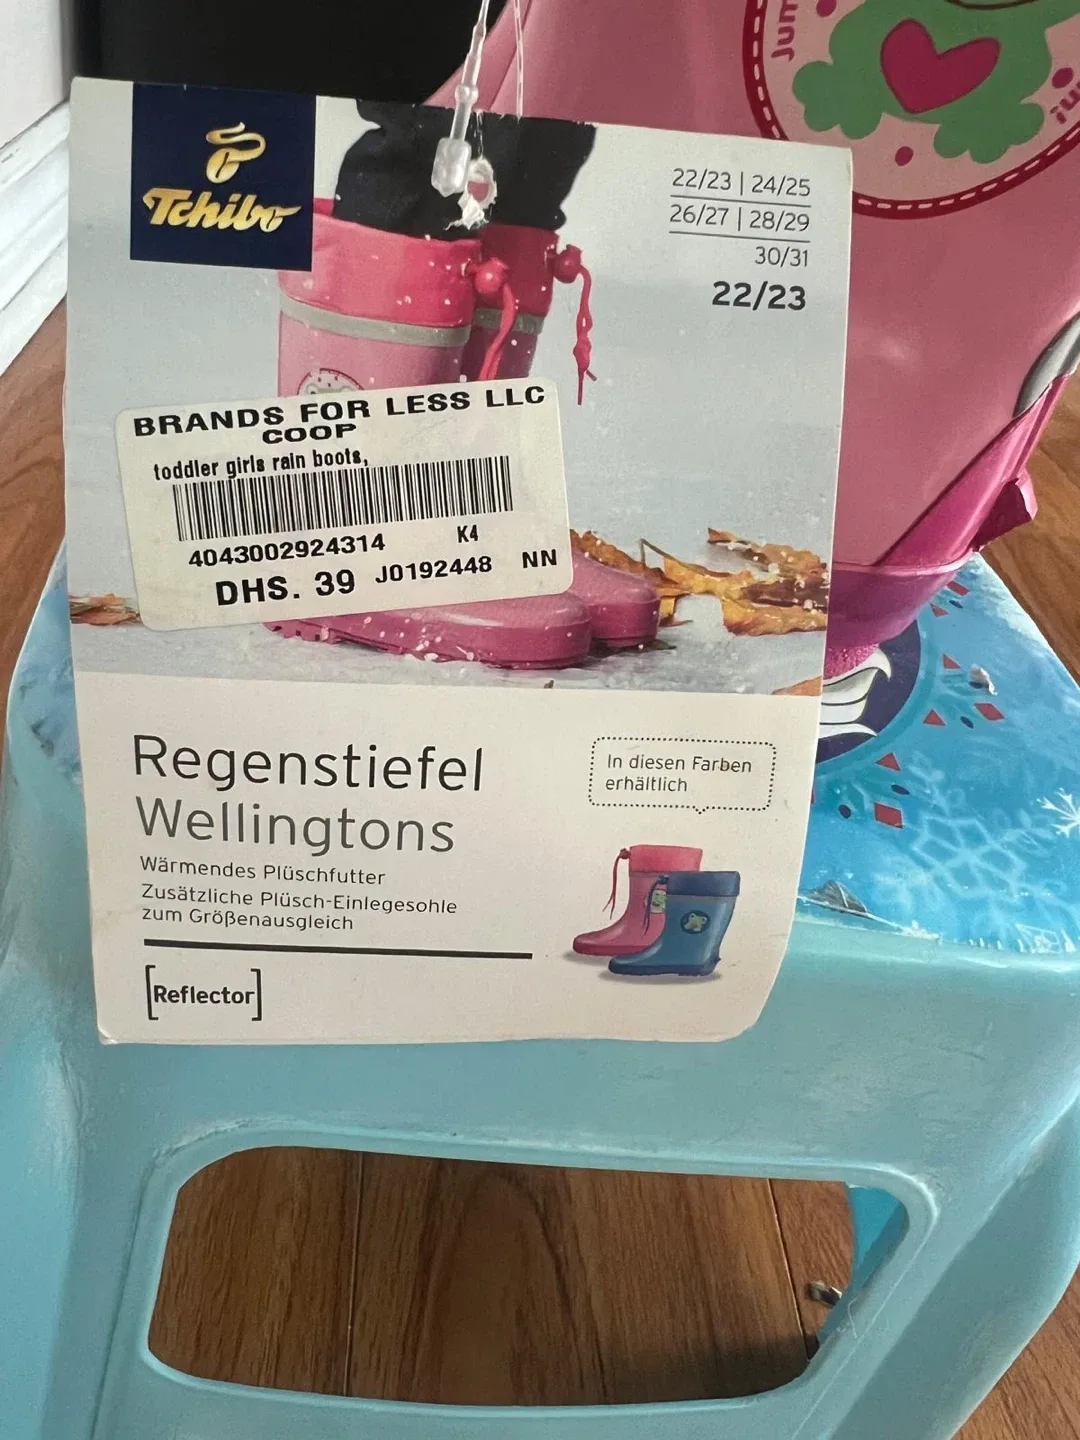 Tchibo
22/23 | 24/25
26/27 | 28/29
30/31
22/23
BRANDS FOR LESS LLC
COOP
toddler girls rain boots,
4043002924314
K4
DHS. 39 J0192448 NN
Regenstiefel
Wellingtons
Wärmendes Plüschfutter
Zusätzliche Plüsch-Einlegesohle
zum Größenausgleich
[Reflector]
In diesen Farben
erhältlich